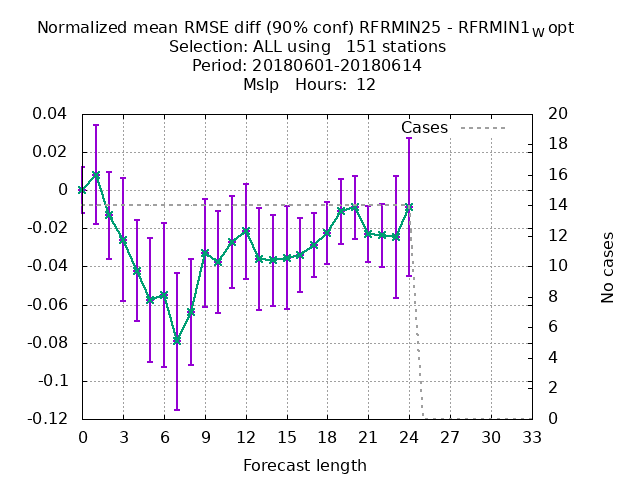 Normalized mean RMSE diff (90% conf) RFRMIN25 - RFRMIN1w opt
Selection: ALL using   151 stations
Period: 20180601-20180614
Mslp   Hours:  12
Cases
0.04
0.02
0
-0.02
-0.04
-0.06
-0.08
-0.1
-0.12
20
18
16
14
12
10
8
6
4
2
0
No cases
0 3 6 9 12 15 18 21 24 27 30 33
Forecast length